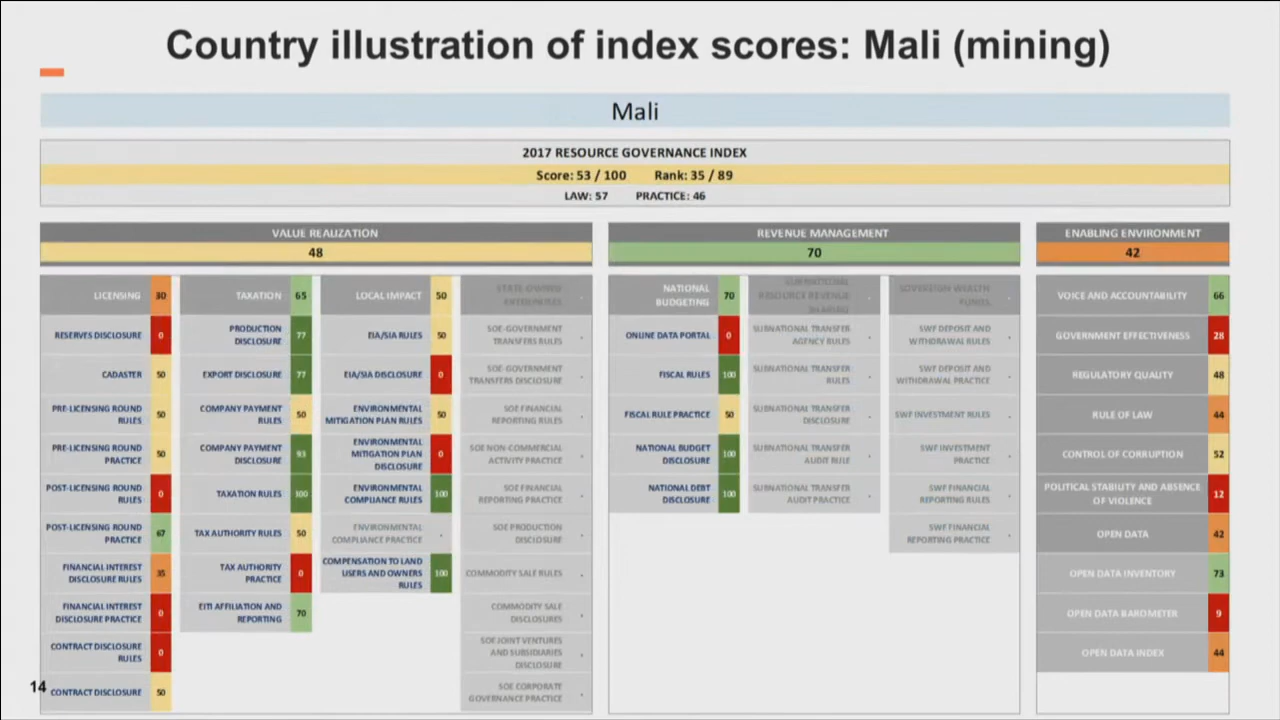 Country illustration of index scores: Mali (mining)
Mali
2017 RESOURCE GOVERNANCE INDEX
Score: 53 / 100 Rank: 35 / 89
LAW: 57 PRACTICE: 46
VALUE REALIZATION
48
LICENSING 30
RESERVES DISCLOSURE 0
CADASTER 50
PRE-LICENSING ROUND
RULES 50
PRE-LICENSING ROUND
PRACTICE 50
POST-LICENSING ROUND
RULES 0
POST-LICENSING ROUND
PRACTICE 67
FINANCIAL INTEREST
DISCLOSURE RULES 35
FINANCIAL INTEREST
DISCLOSURE PRACTICE 0
CONTRACT DISCLOSURE
RULES 0
CONTRACT DISCLOSURE 50
TAXATION 65
PRODUCTION
DISCLOSURE 77
EXPORT DISCLOSURE 77
COMPANY PAYMENT
RULES 50
COMPANY PAYMENT
DISCLOSURE 93
TAXATION RULES 100
TAX AUTHORITY RULES 50
TAX AUTHORITY
PRACTICE 0
EITI AFFILIATION AND
REPORTING 70
LOCAL IMPACT 50
EIA/SIA RULES 50
EIA/SIA DISCLOSURE 0
ENVIRONMENTAL
MITIGATION PLAN RULES 50
ENVIRONMENTAL
MITIGATION PLAN
DISCLOSURE 0
ENVIRONMENTAL
COMPLIANCE RULES 100
ENVIRONMENTAL
COMPLIANCE PRACTICE .
COMPENSATION TO LAND
USERS AND OWNERS
RULES 100
STATE-OWNED
ENTERPRISES .
SOE-GOVERNMENT
TRANSFERS RULES .
SOE-GOVERNMENT
TRANSFERS DISCLOSURE .
SOE FINANCIAL
REPORTING RULES .
SOE NON-COMMERCIAL
ACTIVITY PRACTICE .
SOE FINANCIAL
REPORTING PRACTICE .
SOE PRODUCTION
DISCLOSURE .
COMMODITY SALE RULES .
COMMODITY SALE
DISCLOSURES .
SOE JOINT VENTURES
AND SUBSIDIARIES
DISCLOSURE .
SOE CORPORATE
GOVERNANCE PRACTICE .
REVENUE MANAGEMENT
70
NATIONAL
BUDGETING 70
ONLINE DATA PORTAL 0
FISCAL RULES 100
FISCAL RULE PRACTICE 50
NATIONAL BUDGET
DISCLOSURE 100
NATIONAL DEBT
DISCLOSURE 100
SUBNATIONAL
RESOURCE REVENUE
SHARING .
SUBNATIONAL TRANSFER
AGENCY RULES .
SUBNATIONAL TRANSFER
RULES .
SUBNATIONAL TRANSFER
DISCLOSURE .
SUBNATIONAL TRANSFER
AUDIT RULE .
SUBNATIONAL TRANSFER
AUDIT PRACTICE .
SOVEREIGN WEALTH
FUNDS .
SWF DEPOSIT AND
WITHDRAWAL RULES .
SWF DEPOSIT AND
WITHDRAWAL PRACTICE .
SWF INVESTMENT RULES .
SWF INVESTMENT
PRACTICE .
SWF FINANCIAL
REPORTING RULES .
SWF FINANCIAL
REPORTING PRACTICE .
ENABLING ENVIRONMENT
42
VOICE AND ACCOUNTABILITY 66
GOVERNMENT EFFECTIVENESS 28
REGULATORY QUALITY 48
RULE OF LAW 44
CONTROL OF CORRUPTION 52
POLITICAL STABILITY AND ABSENCE
OF VIOLENCE 12
OPEN DATA 42
OPEN DATA INVENTORY 73
OPEN DATA BAROMETER 9
OPEN DATA INDEX 44
14